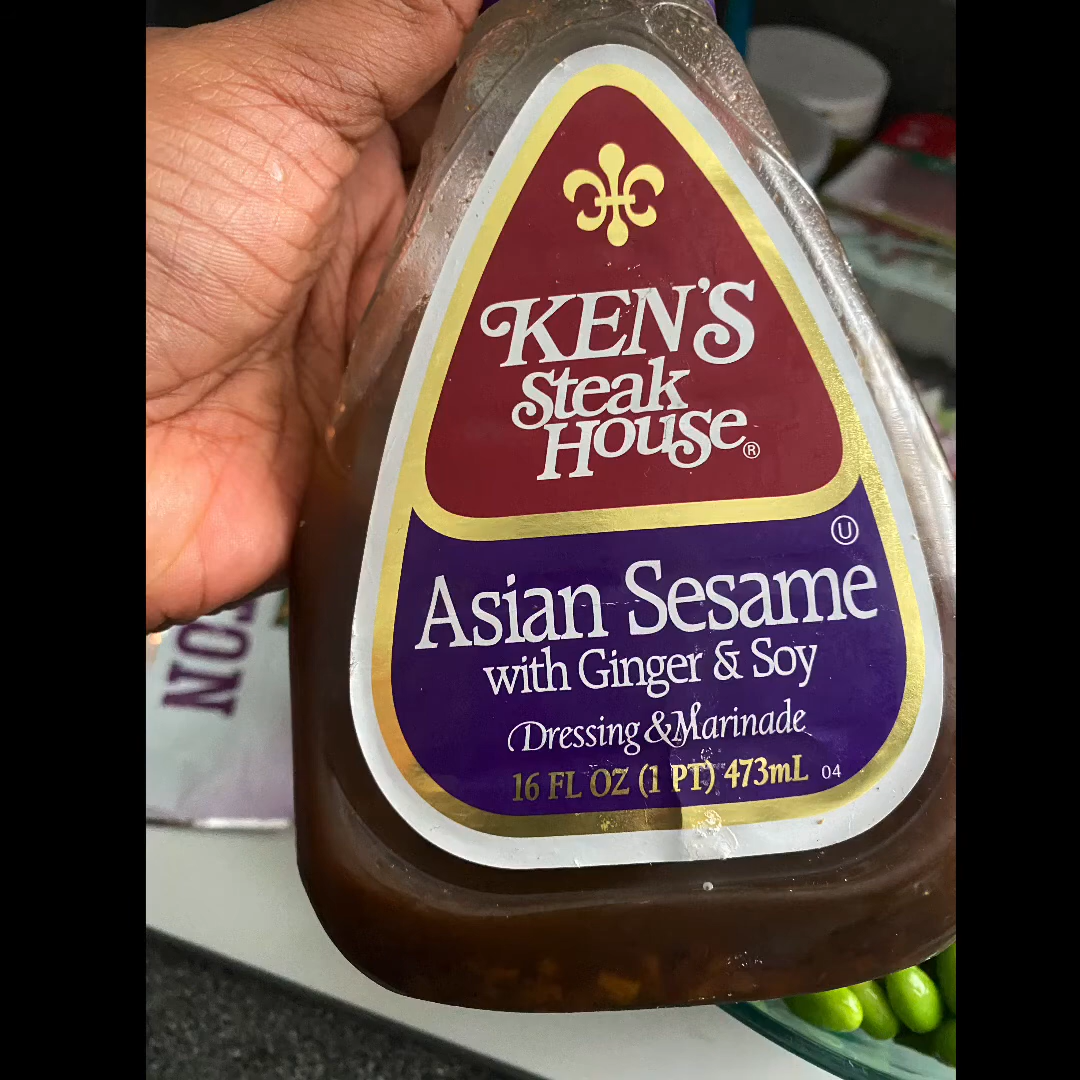 KEN'S
Steak
House®
Ⓤ
Asian Sesame
with Ginger & Soy
Dressing & Marinade
16 FL OZ (1 PT) 473mL 04